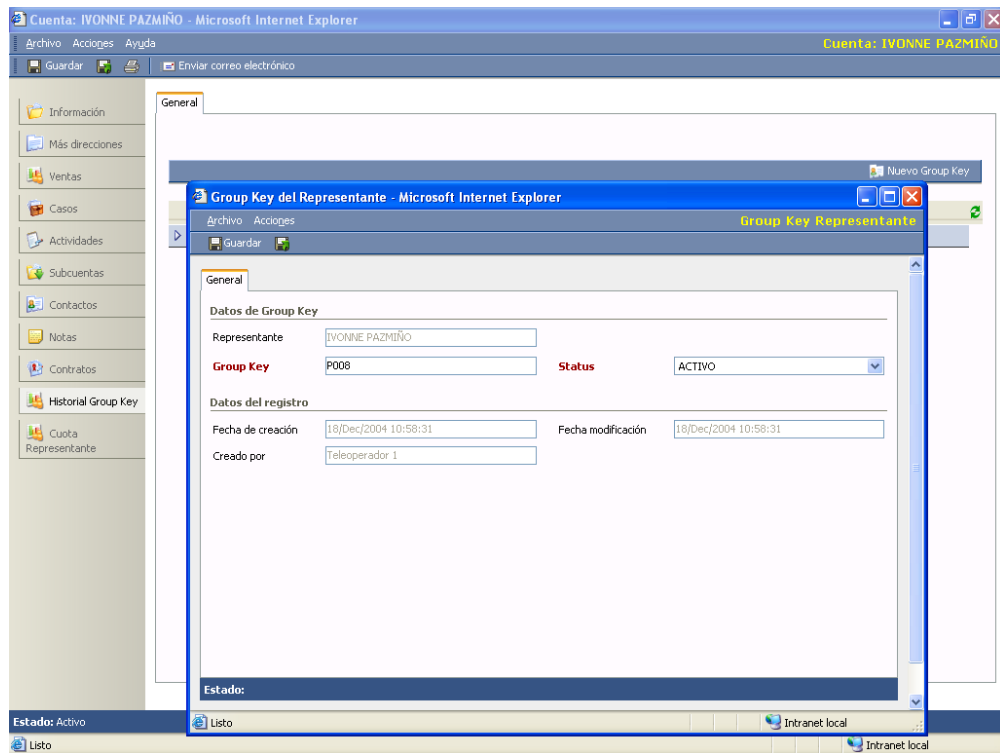 Cuenta: IVONNE PAZMIÑO - Microsoft Internet Explorer
Archivo Acciones Ayuda
Cuenta: IVONNE PAZMIÑO
Guardar
Enviar correo electrónico
Información
Más direcciones
Ventas
Casos
Actividades
Subcuentas
Contactos
Notas
Contratos
Historial Group Key
Cuota
Representante
General
Nuevo Group Key
Group Key del Representante - Microsoft Internet Explorer
Archivo Acciones
Group Key Representante
Guardar
General
Datos de Group Key
Representante IVONNE PAZMIÑO
Group Key P008 Status ACTIVO
Datos del registro
Fecha de creación 18/Dec/2004 10:58:31 Fecha modificación 18/Dec/2004 10:58:31
Creado por Teleoperador 1
Estado:
Listo Intranet local
Estado: Activo
Listo Intranet local